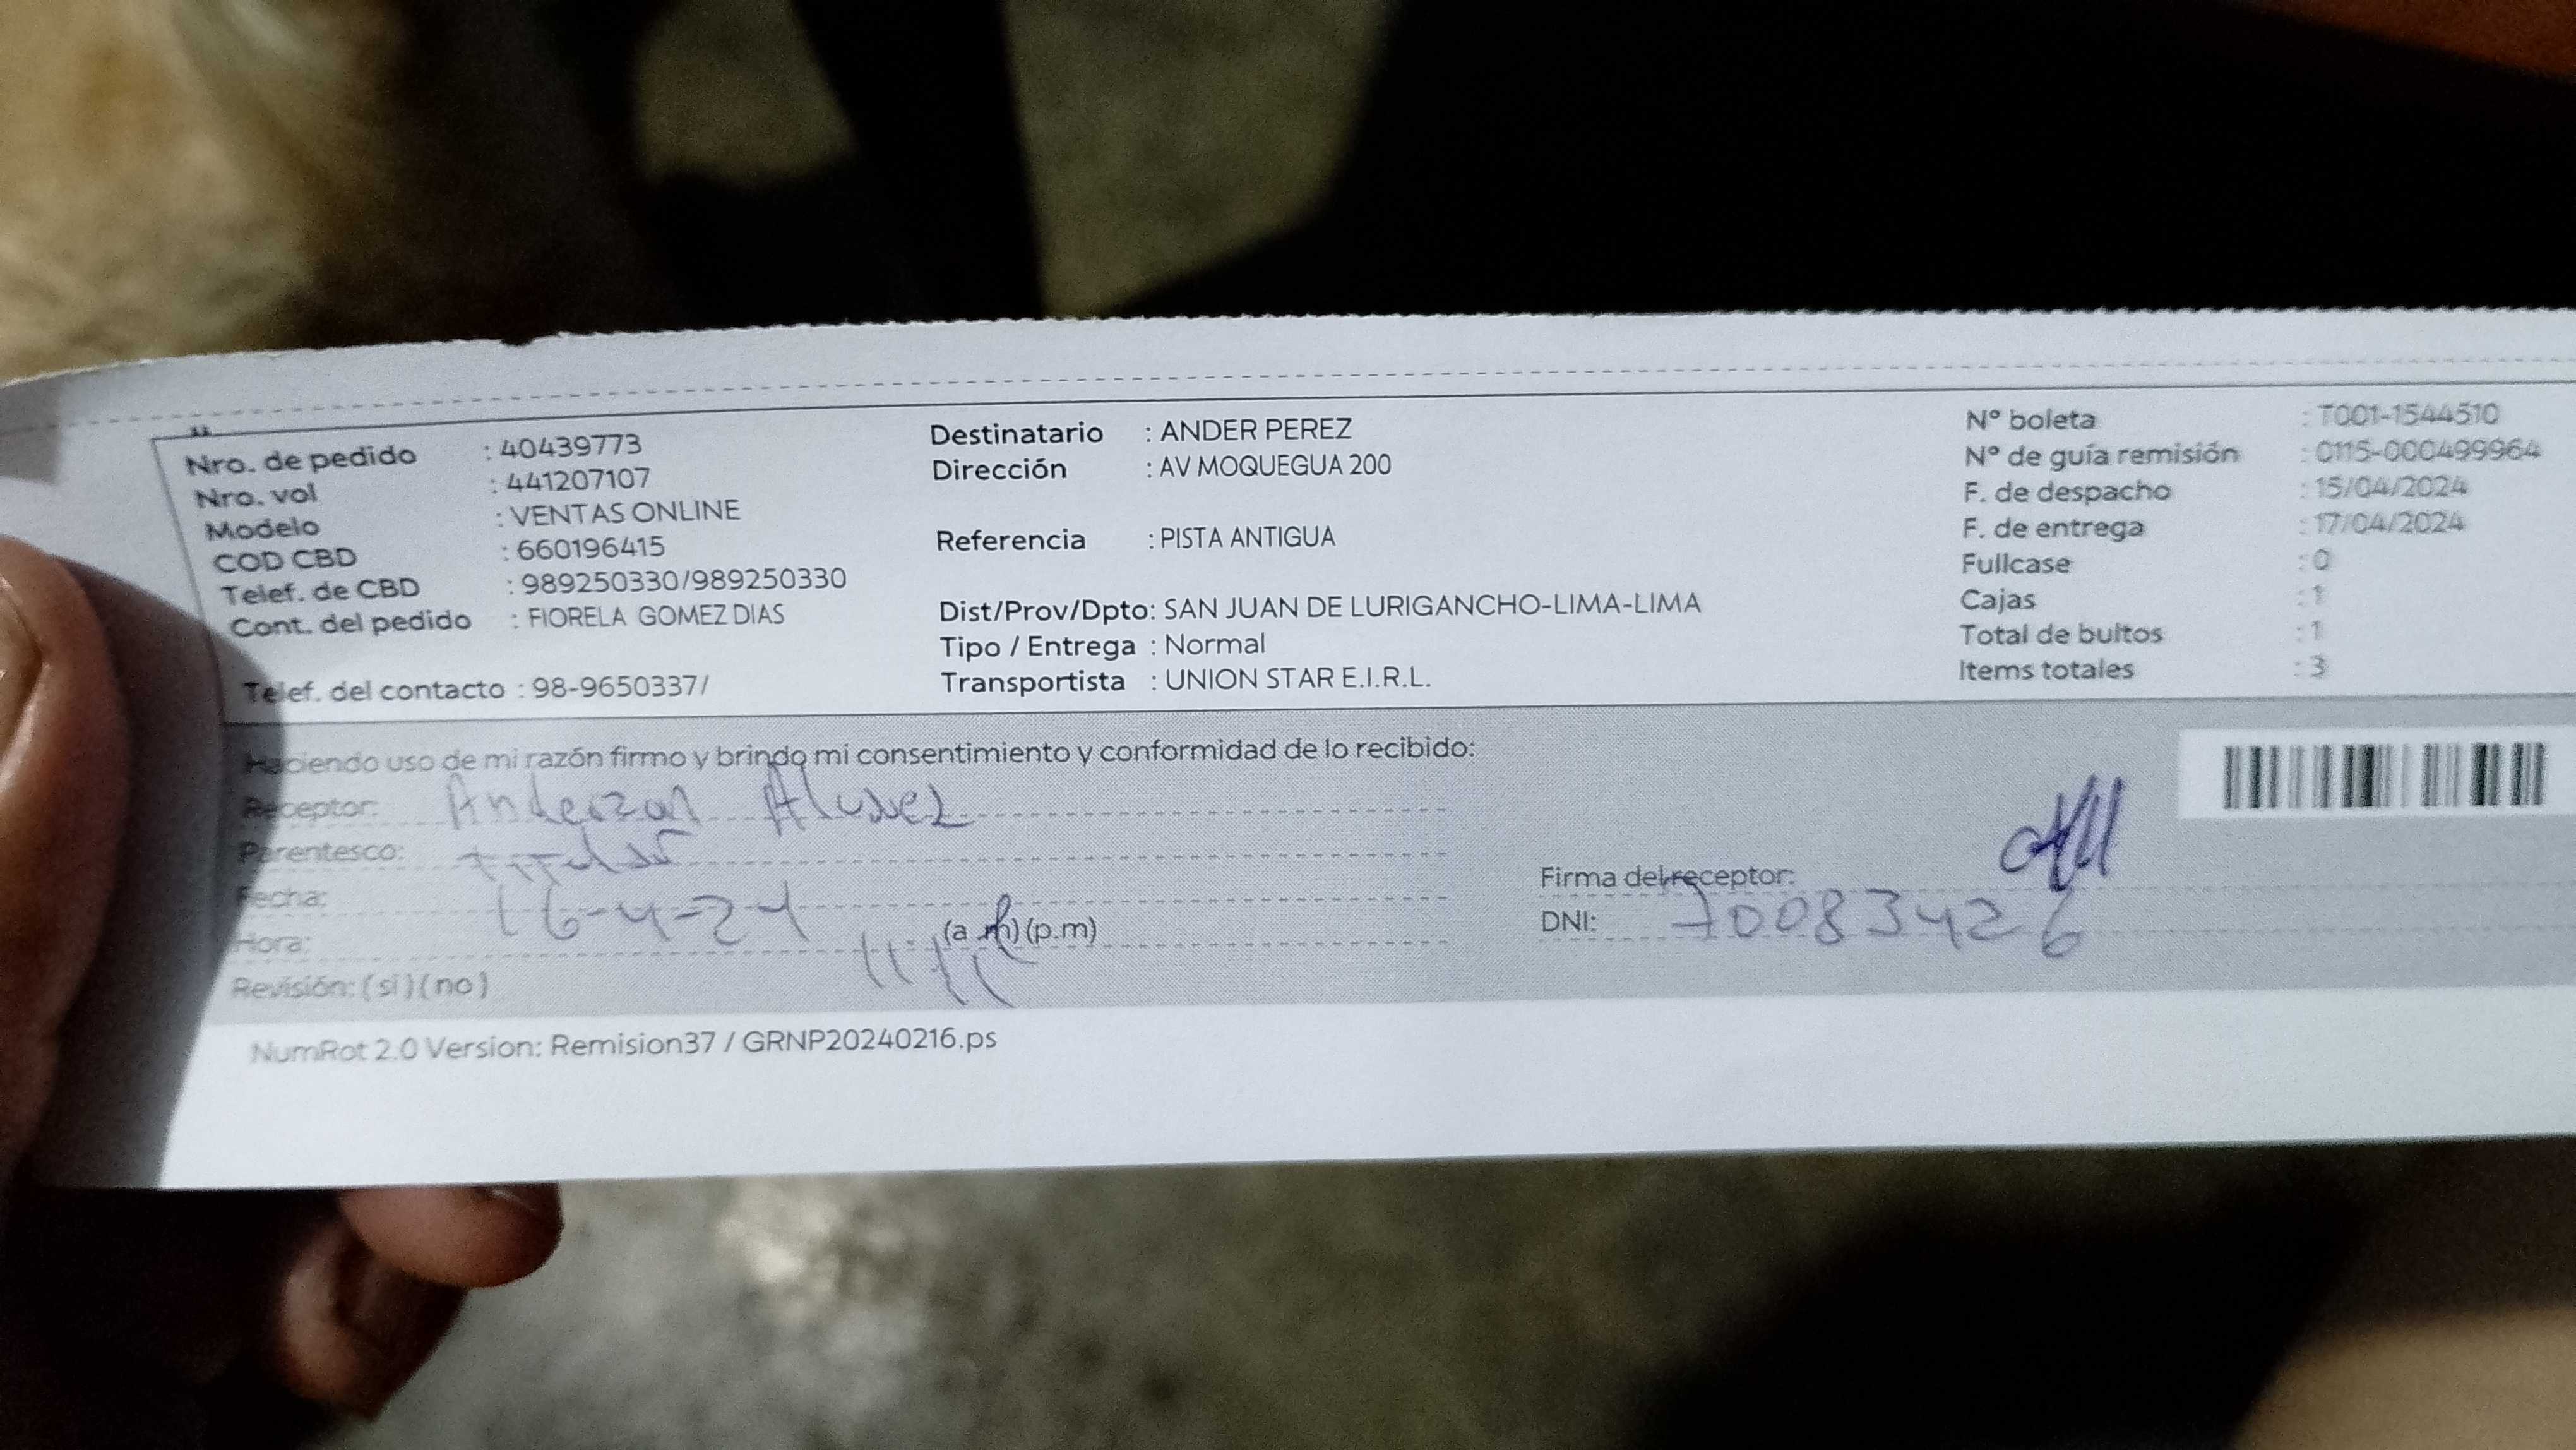 Nro. de pedido : 40439773
Nro. vol : 441207107
Modelo : VENTAS ONLINE
COD CBD : 660196415
Telef. de CBD : 989250330/989250330
Cont. del pedido : FIORELA GOMEZ DIAS
Telef. del contacto : 98-9650337/
Destinatario : ANDER PEREZ
Dirección : AV MOQUEGUA 200
Referencia : PISTA ANTIGUA
Dist/Prov/Dpto: SAN JUAN DE LURIGANCHO-LIMA-LIMA
Tipo / Entrega : Normal
Transportista : UNION STAR E.I.R.L.
Nº boleta : T001-1544510
Nº de guía remisión : 0115-000499964
F. de despacho : 15/04/2024
F. de entrega : 17/04/2024
Fullcase : 0
Cajas : 1
Total de bultos : 1
Items totales : 3
Haciendo uso de mi razón firmo y brindo mi consentimiento y conformidad de lo recibido:
Receptor: Anderzon
Parentesco: titular
Fecha: 16-4-24
Hora: (a.m) (p.m)
Revisión: ( si ) ( no )
Firma del receptor:
DNI: 70083426
NumRot 2.0 Version: Remision37 / GRNP20240216.ps